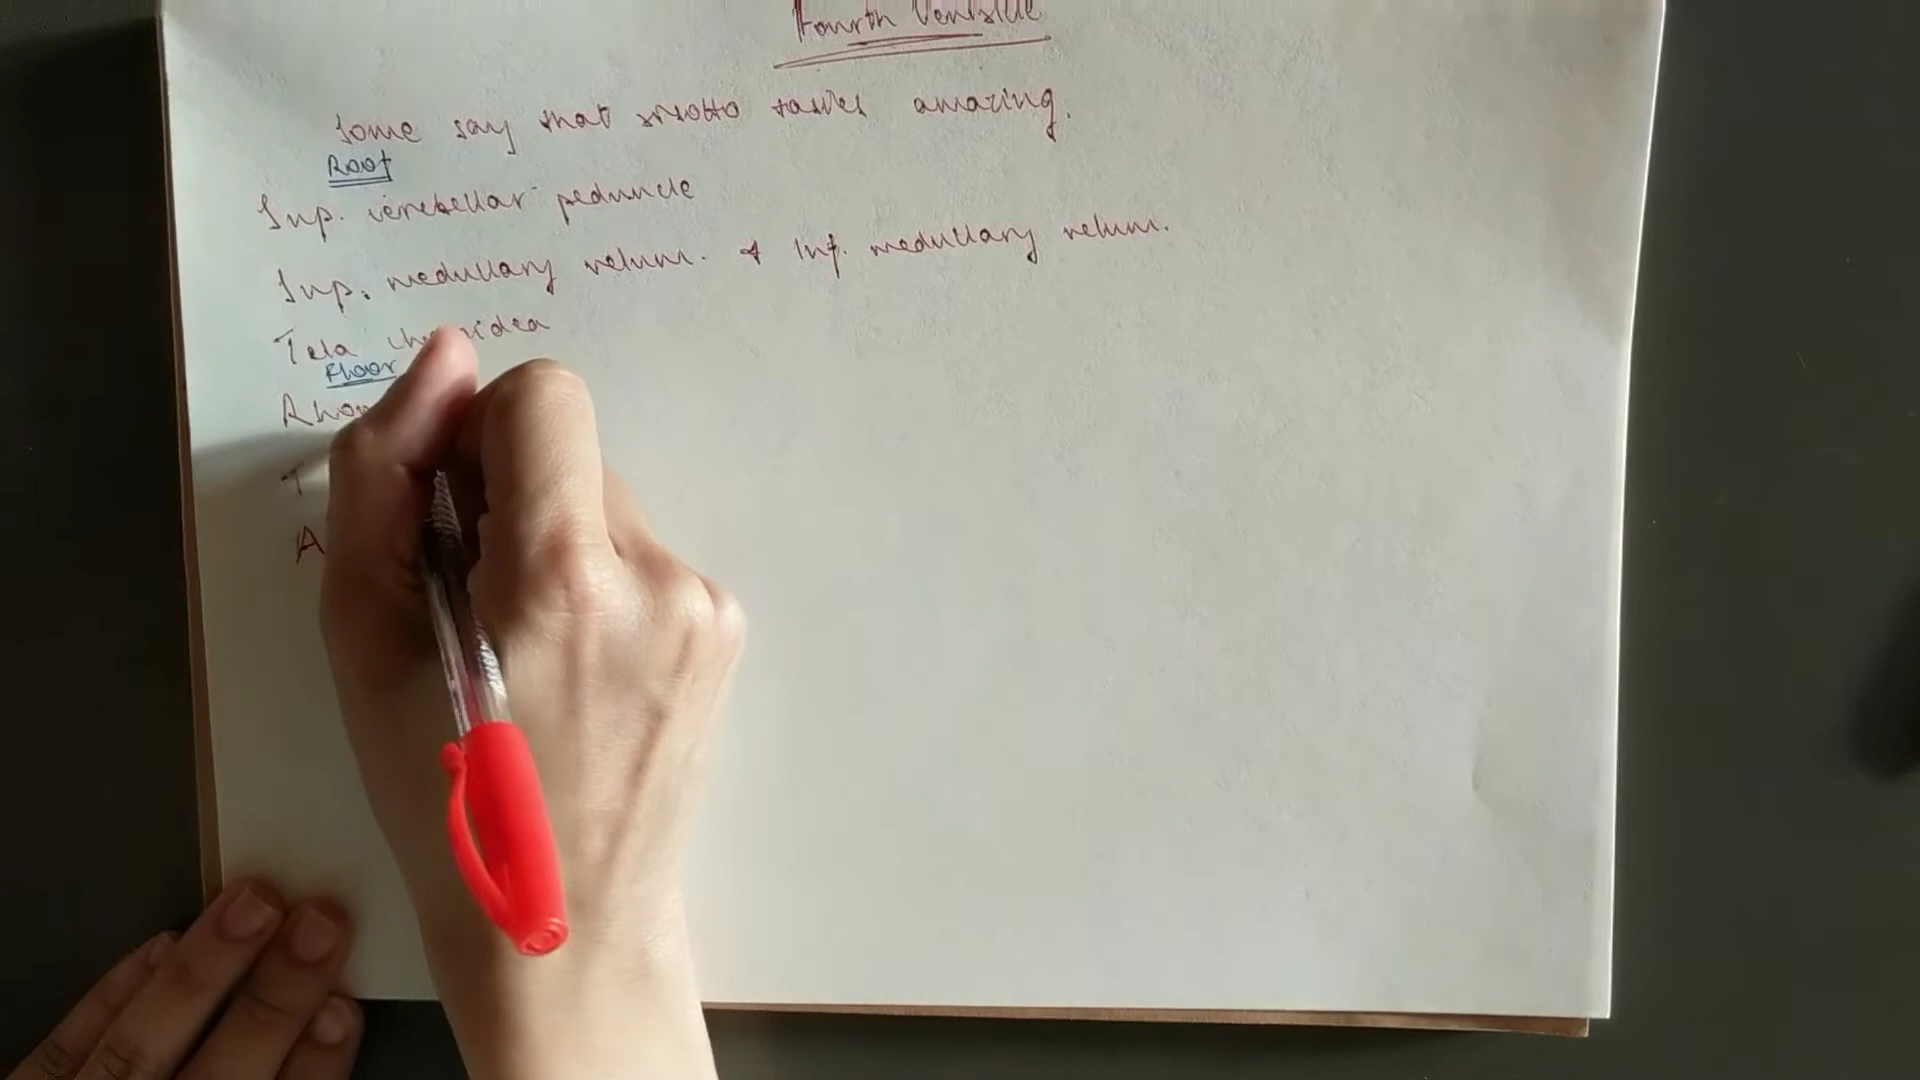 Fourth Ventricle
Some say that risotto tastes amazing.
Roof
Sup. cerebellar peduncle
Sup. medullary velum. & Inf. medullary velum.
Tela
Floor
T
A